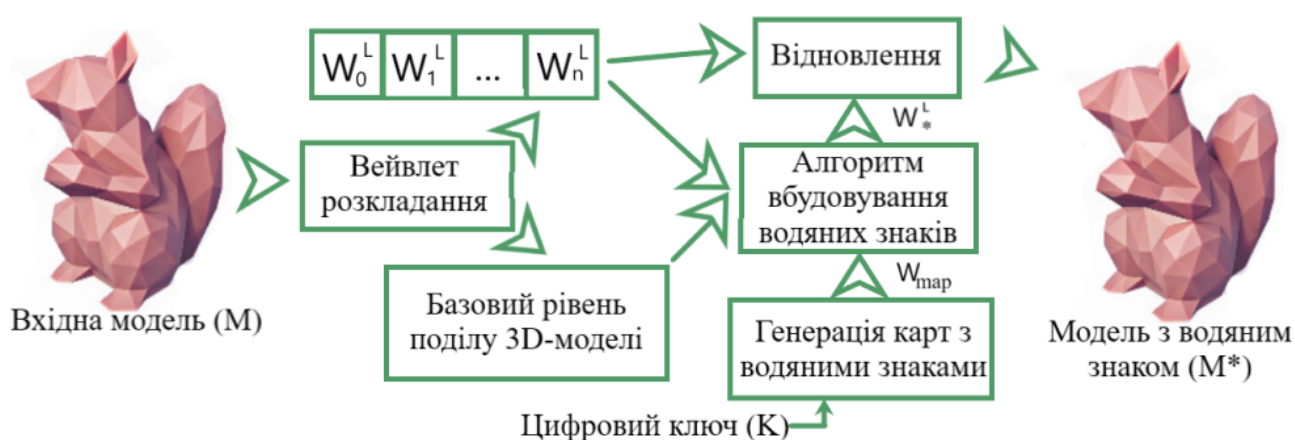 W₀ᴸ W₁ᴸ ... Wₙᴸ
Відновлення
W*ᴸ
Вейвлет
розкладання
Алгоритм
вбудовування
водяних знаків
Wmap
Базовий рівень
поділу 3D-моделі
Генерація карт з
водяними знаками
Вхідна модель (M)
Модель з водяним
знаком (M*)
Цифровий ключ (K)